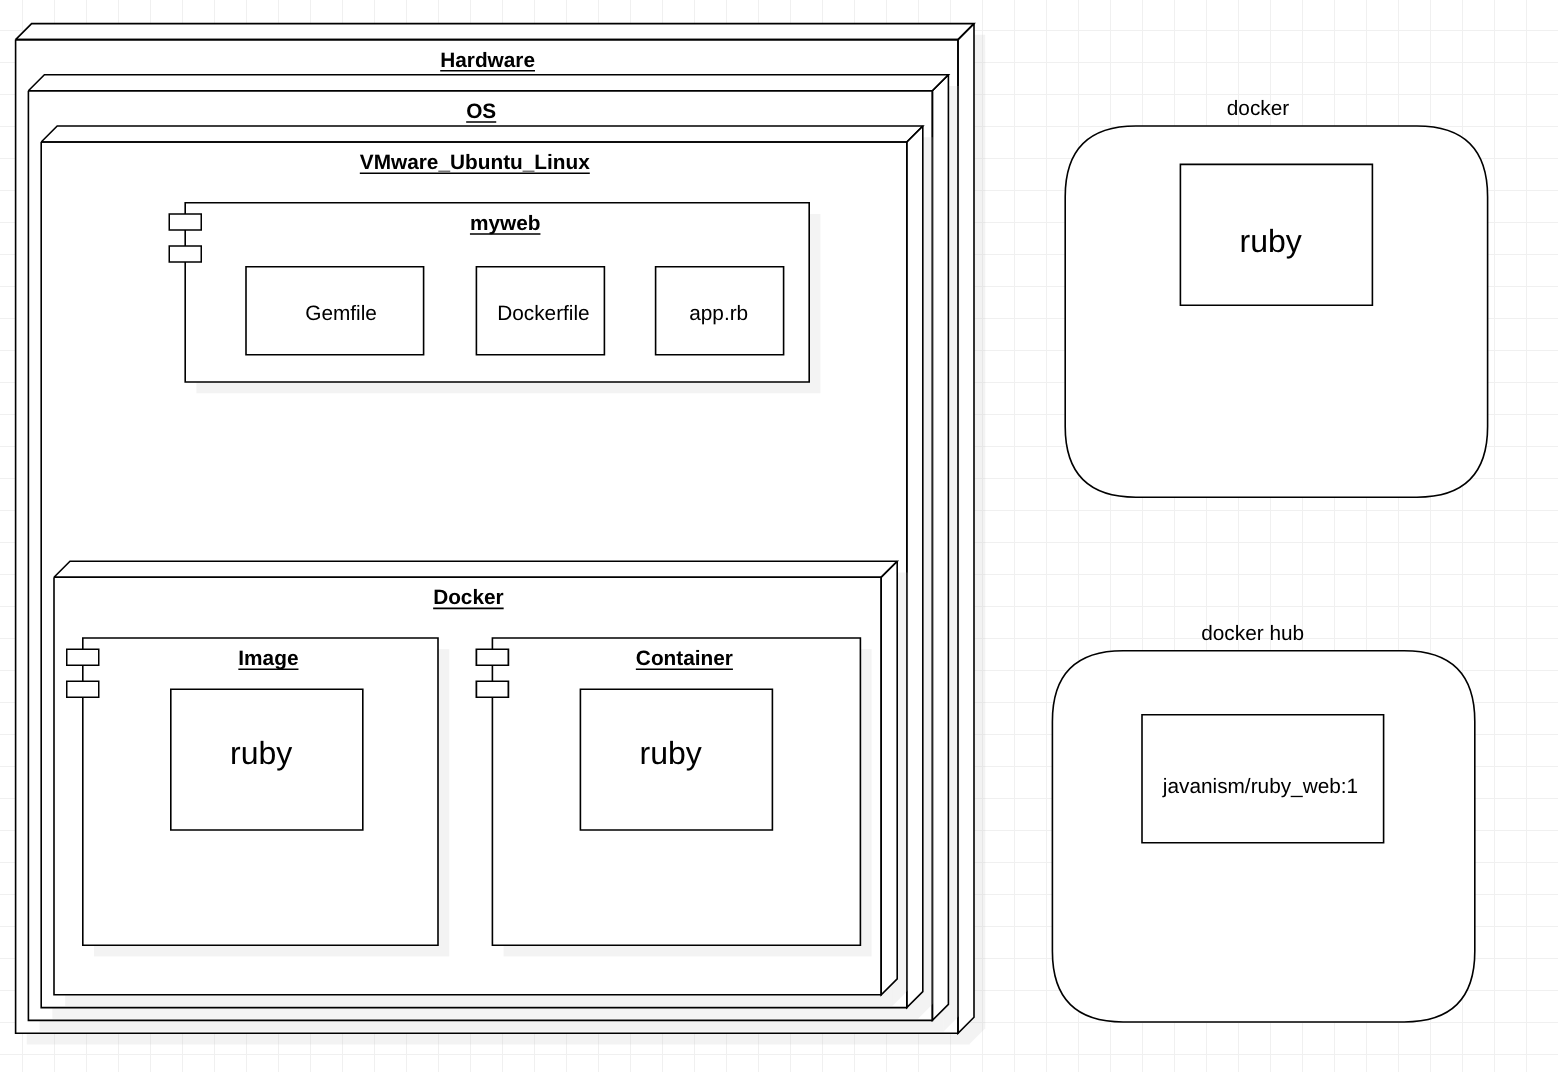 Hardware
OS
VMware_Ubuntu_Linux
myweb
Gemfile
Dockerfile
app.rb
Docker
Image
ruby
Container
ruby
docker
ruby
docker hub
javanism/ruby_web:1